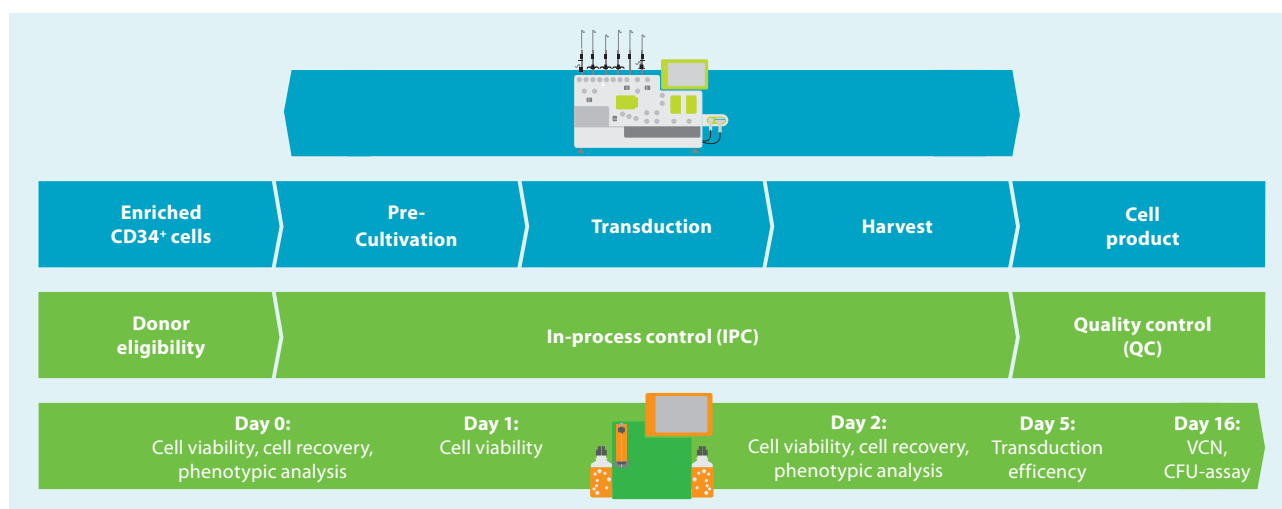 Enriched
CD34⁺ cells
Pre-
Cultivation
Transduction
Harvest
Cell
product
Donor
eligibility
In-process control (IPC)
Quality control
(QC)
Day 0:
Cell viability, cell recovery,
phenotypic analysis
Day 1:
Cell viability
Day 2:
Cell viability, cell recovery,
phenotypic analysis
Day 5:
Transduction
efficency
Day 16:
VCN,
CFU-assay